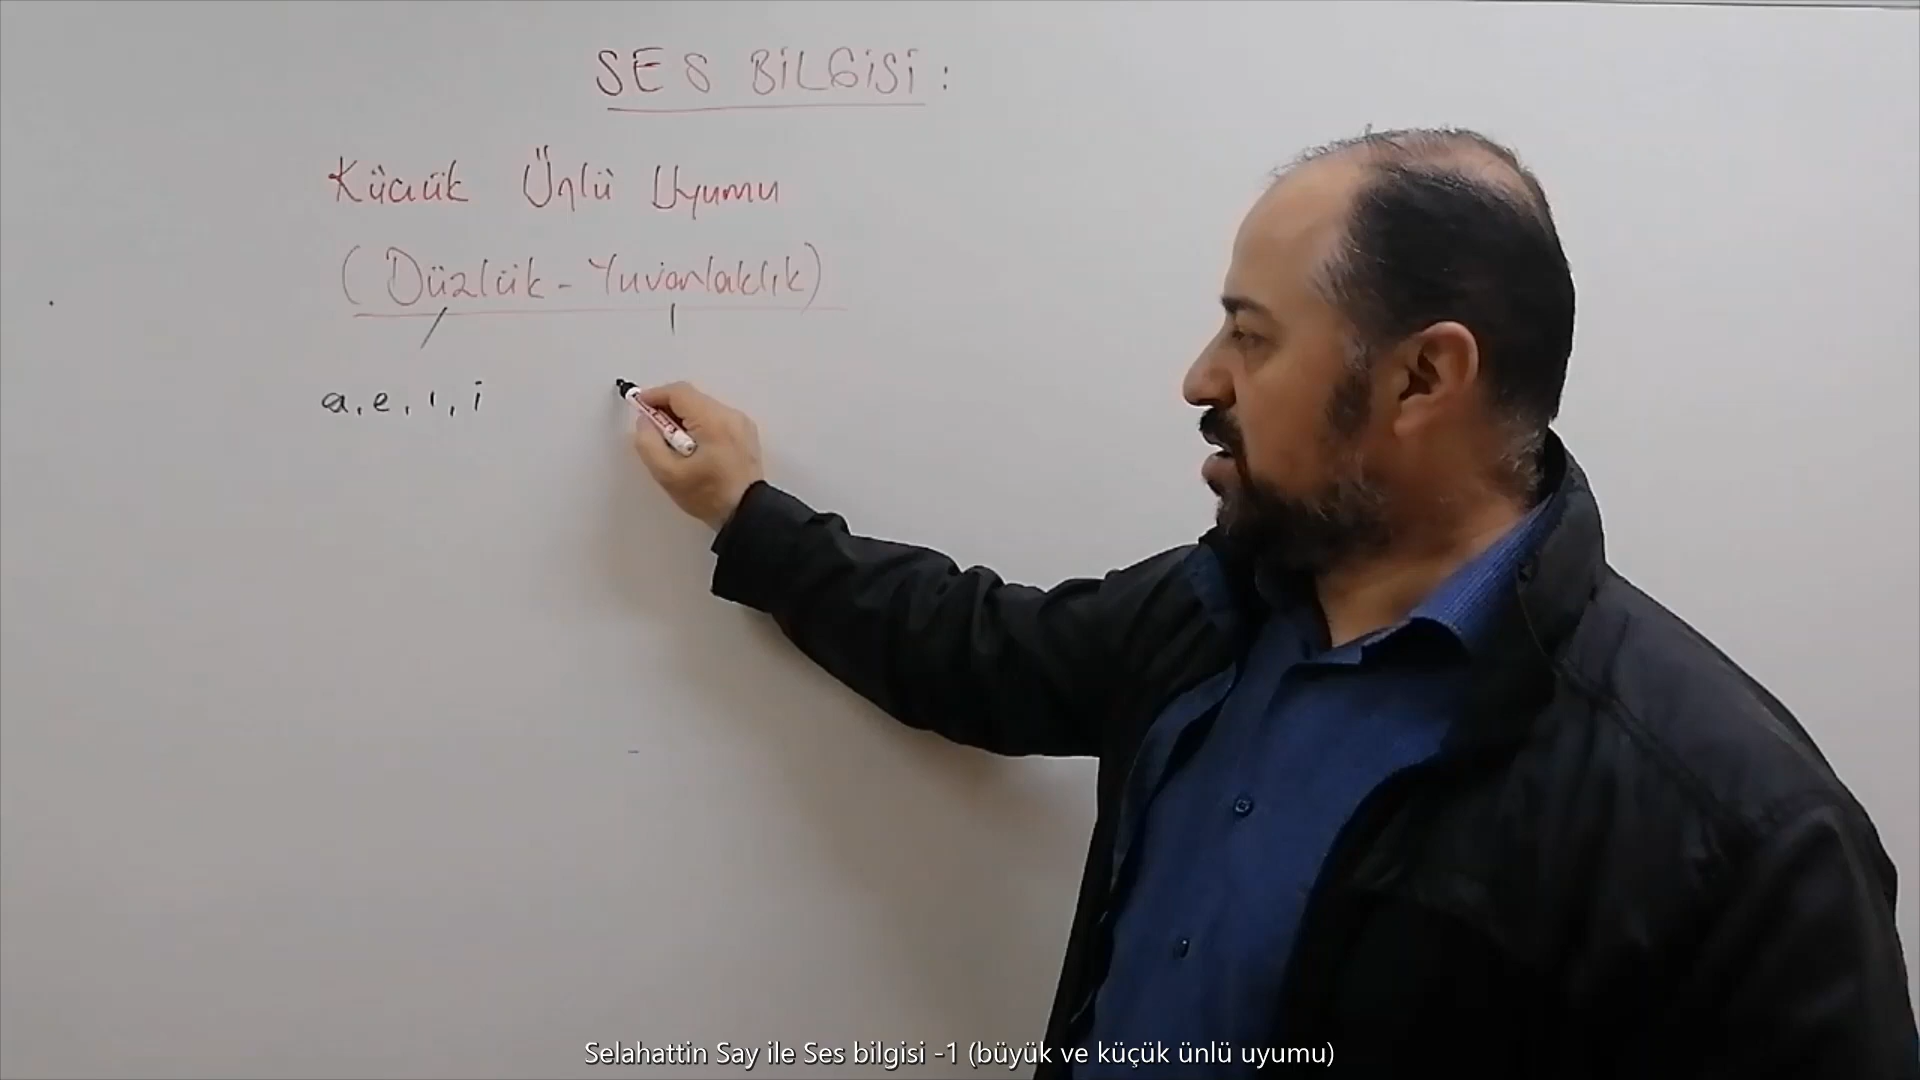 SES BİLGİSİ :
Küçük Ünlü Uyumu
(Düzlük - Yuvarlaklık)
a, e, ı, i
Selahattin Say ile Ses bilgisi -1 (büyük ve küçük ünlü uyumu)